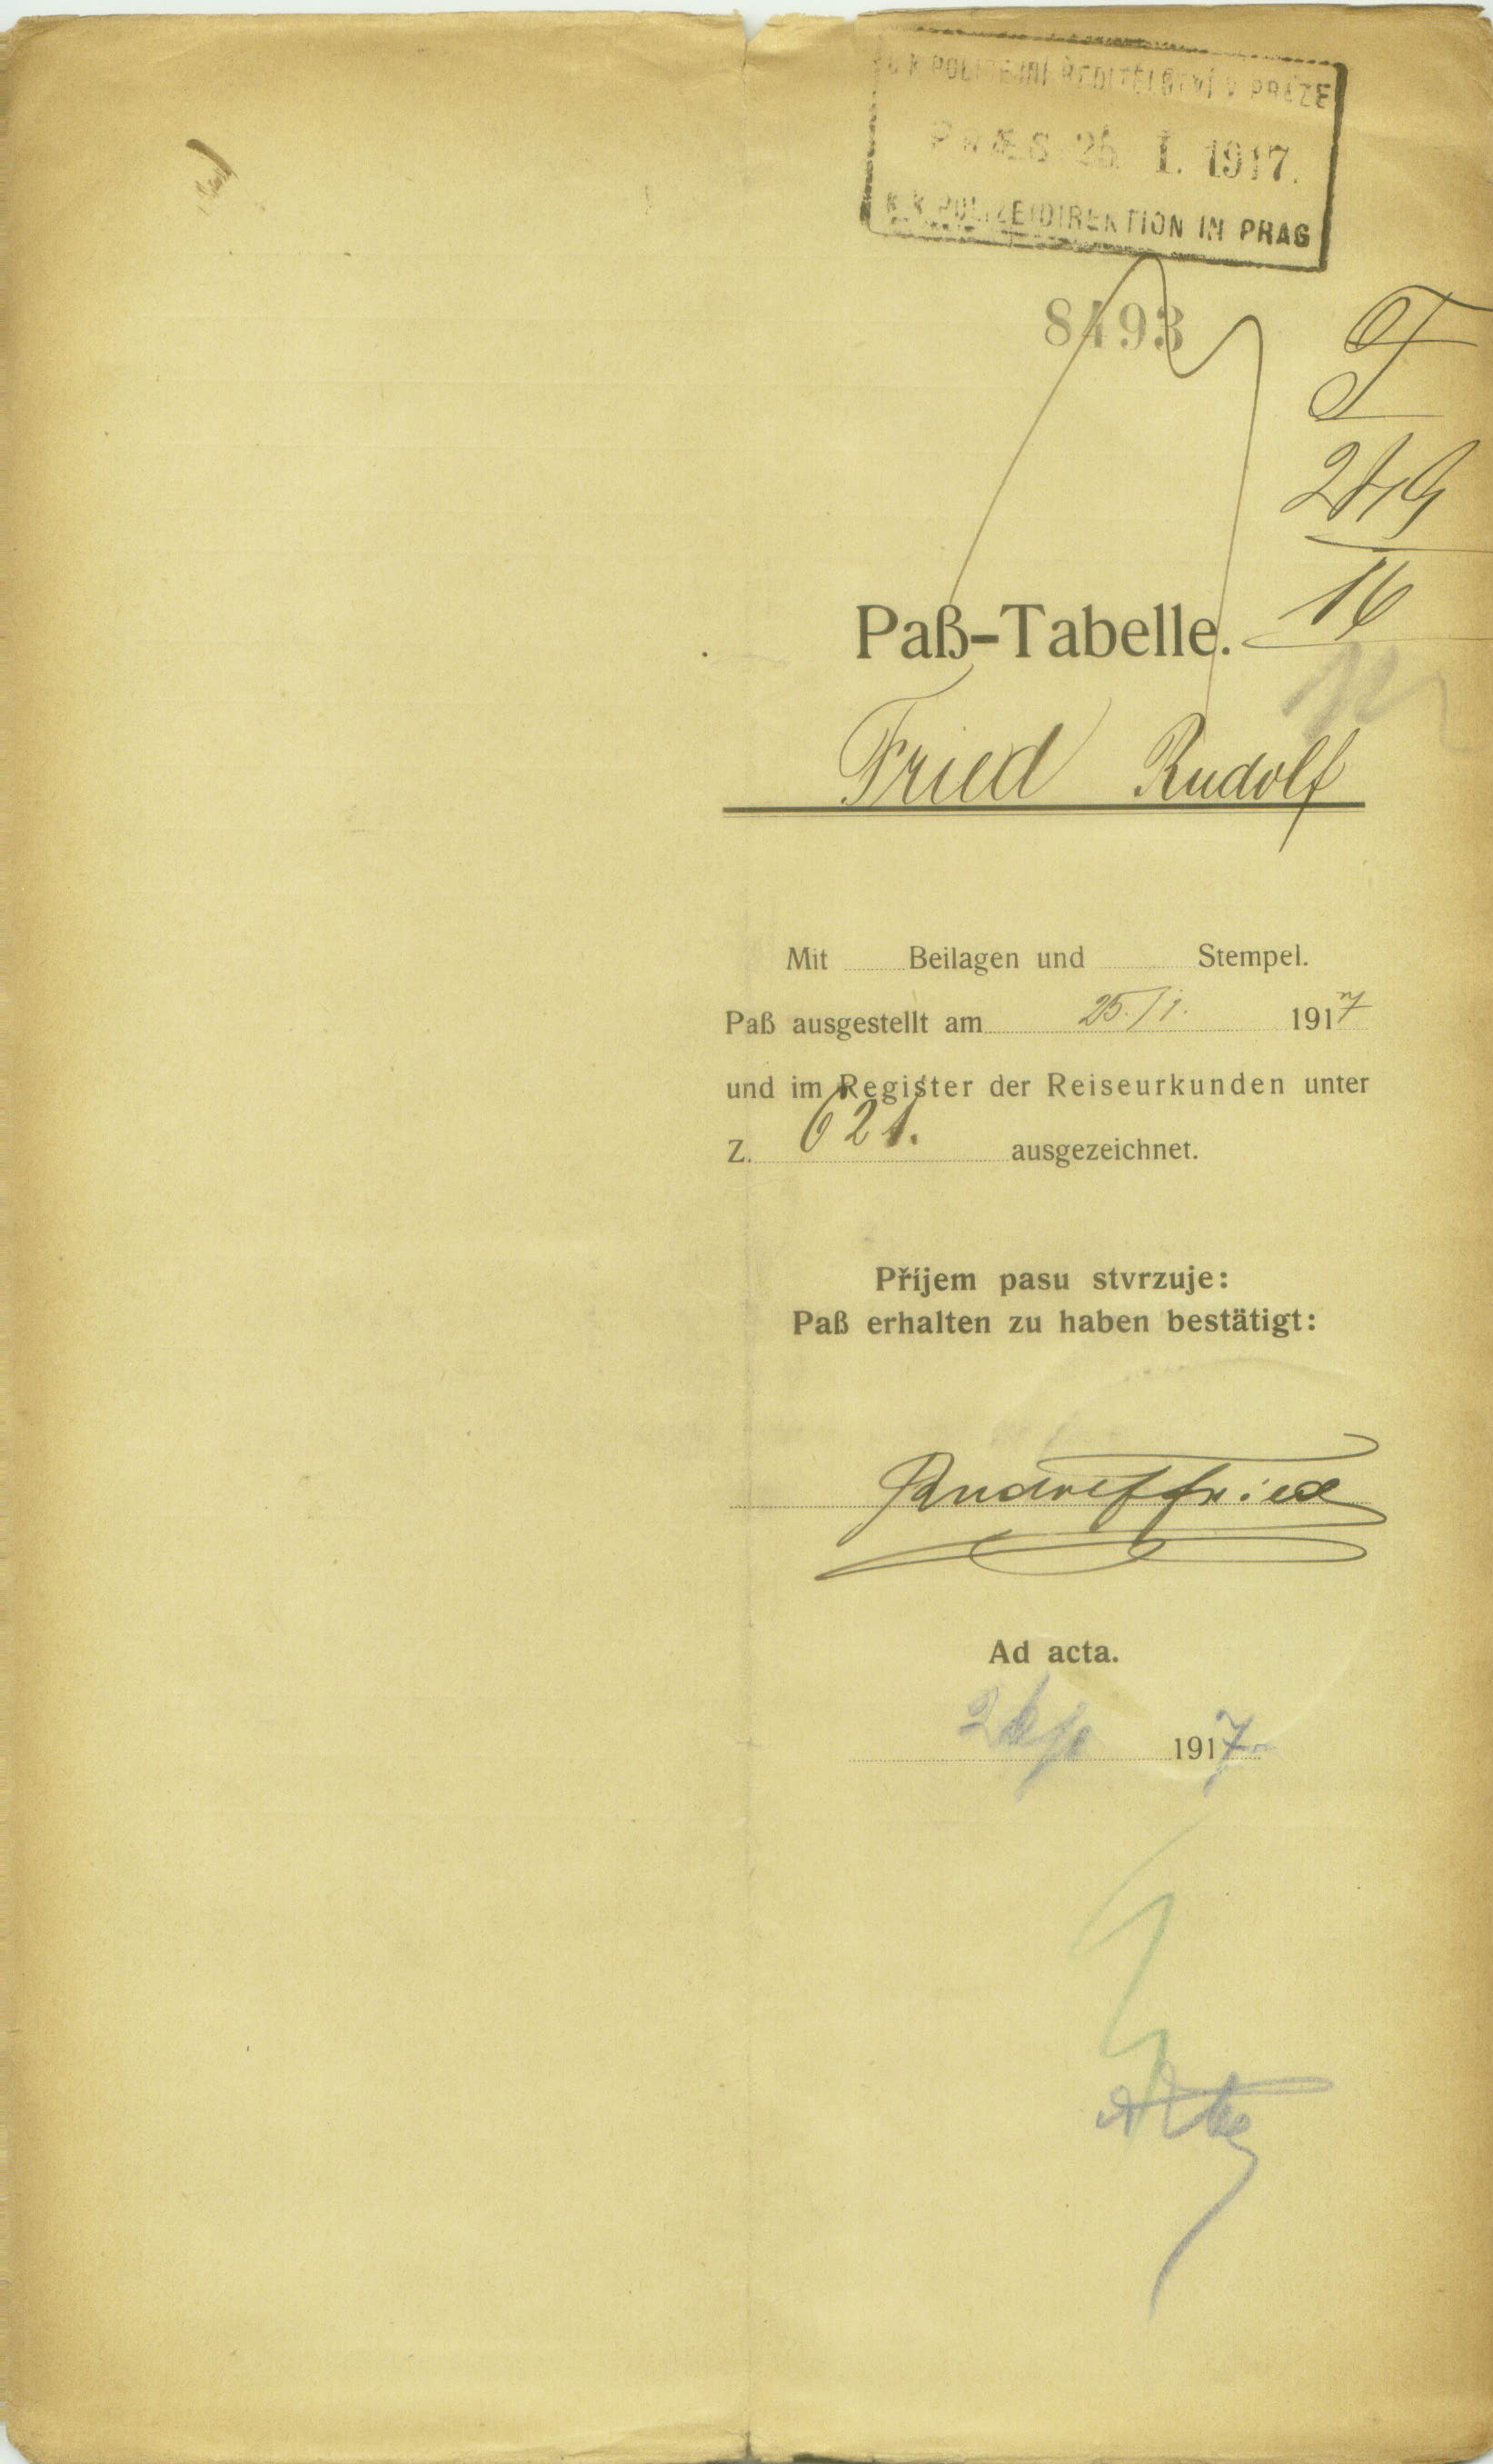 C.K. POLICEJNÍ ŘEDITELSTVÍ V PRAZE
PRÆS 25. I. 1917.
K.K. POLIZEIDIREKTION IN PRAG
8493
F
249
16
Paß-Tabelle.
Fried Rudolf
Mit Beilagen und Stempel.
Paß ausgestellt am 25./1. 1917
und im Register der Reiseurkunden unter
Z. 621. ausgezeichnet.
Příjem pasu stvrzuje:
Paß erhalten zu haben bestätigt:
Rudolf Fried
Ad acta.
1917